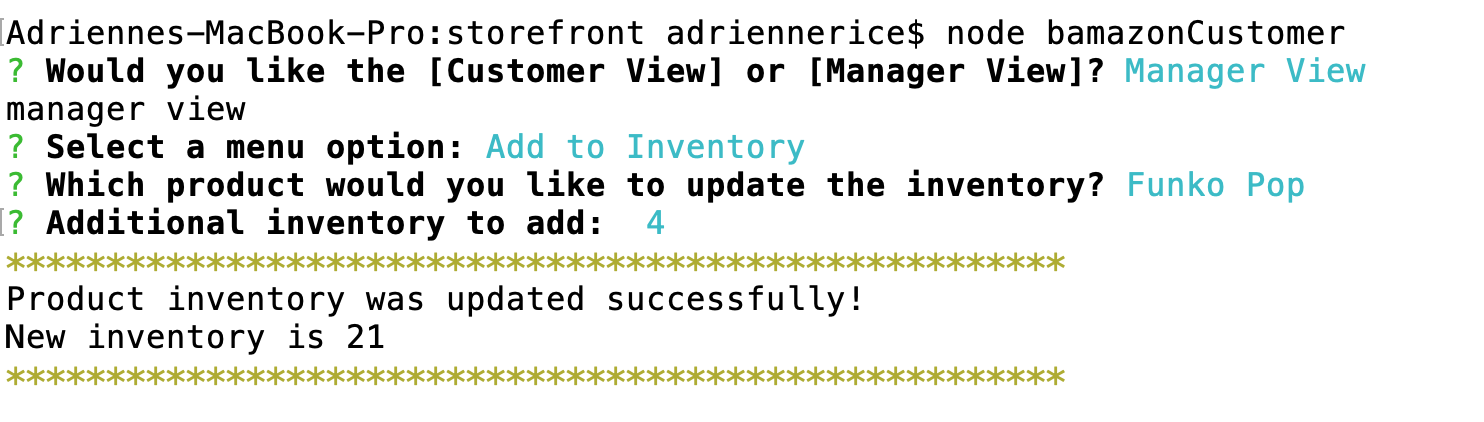 [Adriennes-MacBook-Pro:storefront adriennerice$ node bamazonCustomer
? Would you like the [Customer View] or [Manager View]? Manager View
manager view
? Select a menu option: Add to Inventory
? Which product would you like to update the inventory? Funko Pop
[? Additional inventory to add:  4
*****************************************************
Product inventory was updated successfully!
New inventory is 21
*****************************************************